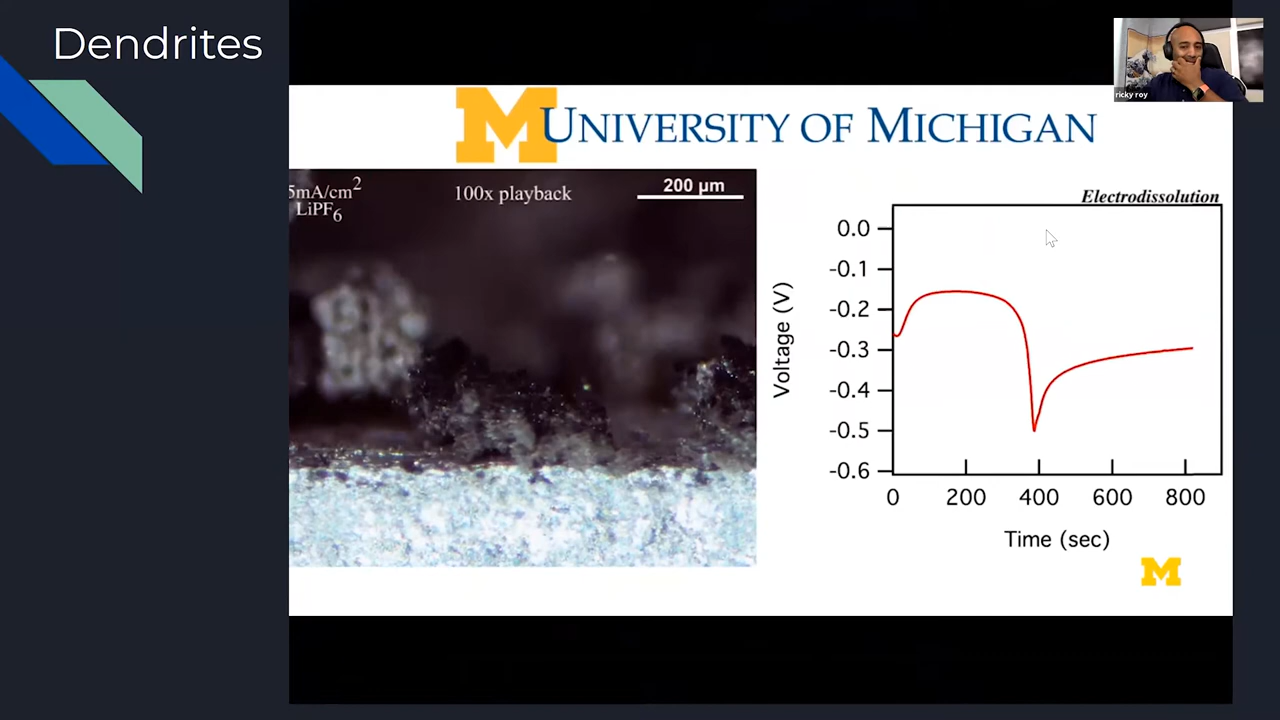 Dendrites
ricky roy
M UNIVERSITY OF MICHIGAN
5mA/cm2
LiPF6
100x playback
200 µm
Electrodissolution
0.0
-0.1
-0.2
-0.3
-0.4
-0.5
-0.6
Voltage (V)
0 200 400 600 800
Time (sec)
M